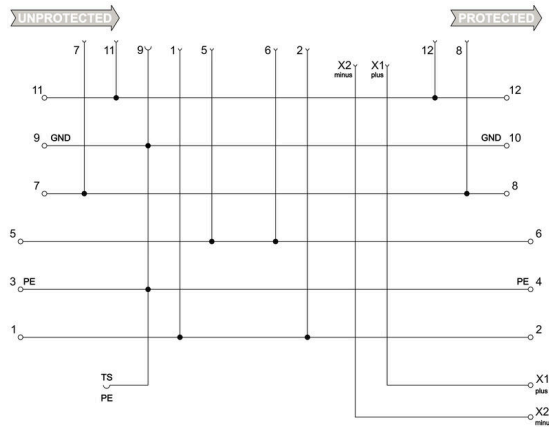 UNPROTECTED PROTECTED
7 11 9 1 5 6 2 12 8
X2 X1
minus plus
11 12
9 GND GND 10
7 8
5 6
3 PE PE 4
1 2
TS X1
plus
PE
X2
minus